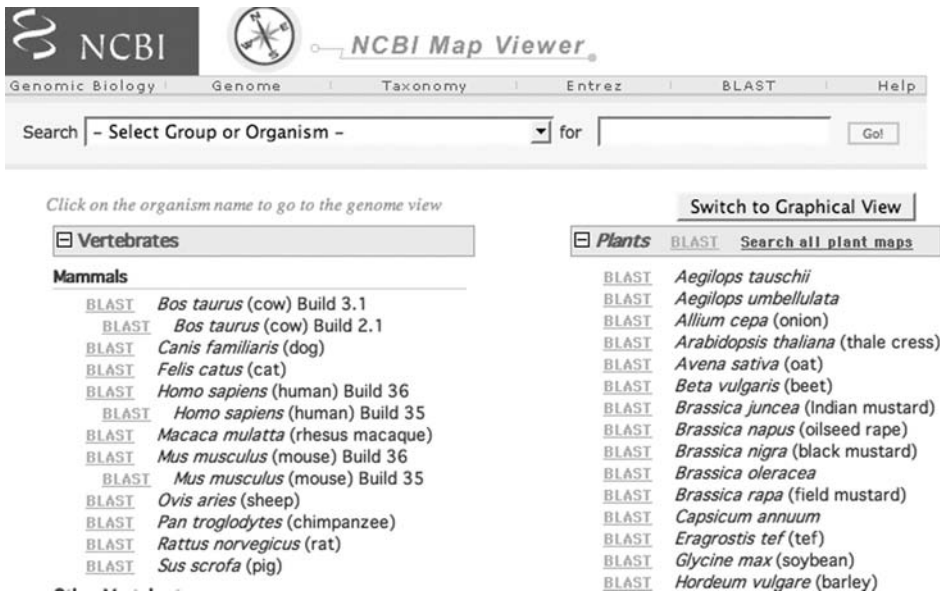 NCBI
NCBI Map Viewer
Genomic Biology Genome Taxonomy Entrez BLAST Help
Search – Select Group or Organism – for Go!
Click on the organism name to go to the genome view
Switch to Graphical View
Vertebrates
Mammals
BLAST Bos taurus (cow) Build 3.1
BLAST Bos taurus (cow) Build 2.1
BLAST Canis familiaris (dog)
BLAST Felis catus (cat)
BLAST Homo sapiens (human) Build 36
BLAST Homo sapiens (human) Build 35
BLAST Macaca mulatta (rhesus macaque)
BLAST Mus musculus (mouse) Build 36
BLAST Mus musculus (mouse) Build 35
BLAST Ovis aries (sheep)
BLAST Pan troglodytes (chimpanzee)
BLAST Rattus norvegicus (rat)
BLAST Sus scrofa (pig)
Plants BLAST Search all plant maps
BLAST Aegilops tauschii
BLAST Aegilops umbellulata
BLAST Allium cepa (onion)
BLAST Arabidopsis thaliana (thale cress)
BLAST Avena sativa (oat)
BLAST Beta vulgaris (beet)
BLAST Brassica juncea (Indian mustard)
BLAST Brassica napus (oilseed rape)
BLAST Brassica nigra (black mustard)
BLAST Brassica oleracea
BLAST Brassica rapa (field mustard)
BLAST Capsicum annuum
BLAST Eragrostis tef (tef)
BLAST Glycine max (soybean)
BLAST Hordeum vulgare (barley)